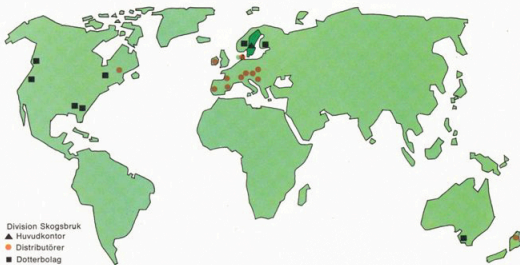 Division Skogsbruk
Huvudkontor
Distributörer
Dotterbolag